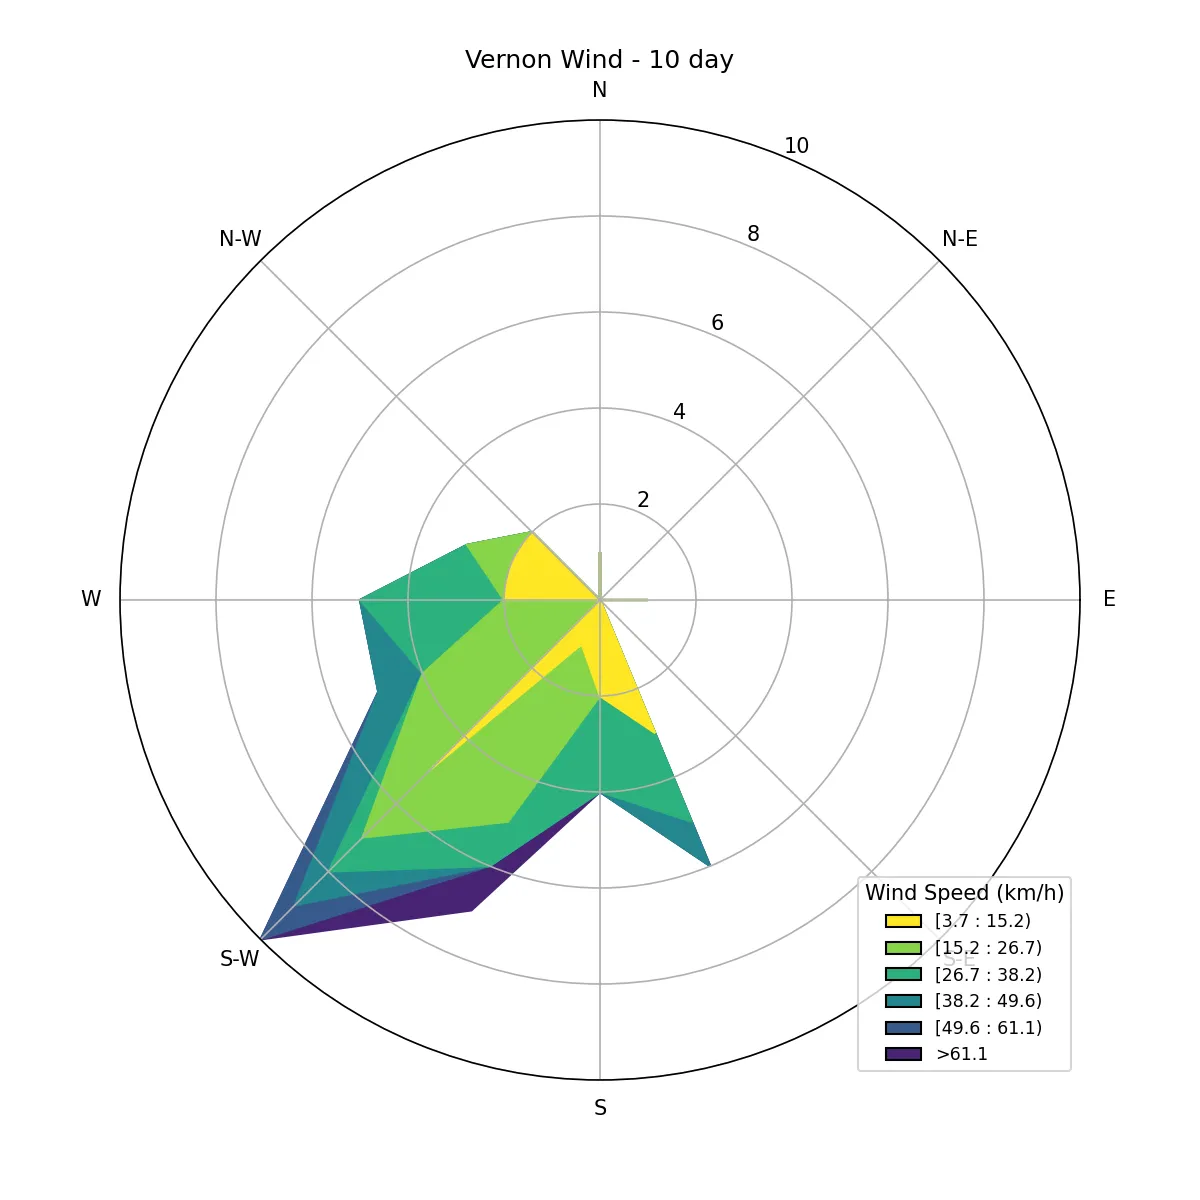 Vernon Wind - 10 day
N
10
N-W
8
N-E
6
4
2
W
E
S-W
S-E
S
Wind Speed (km/h)
[3.7 : 15.2)
[15.2 : 26.7)
[26.7 : 38.2)
[38.2 : 49.6)
[49.6 : 61.1)
>61.1